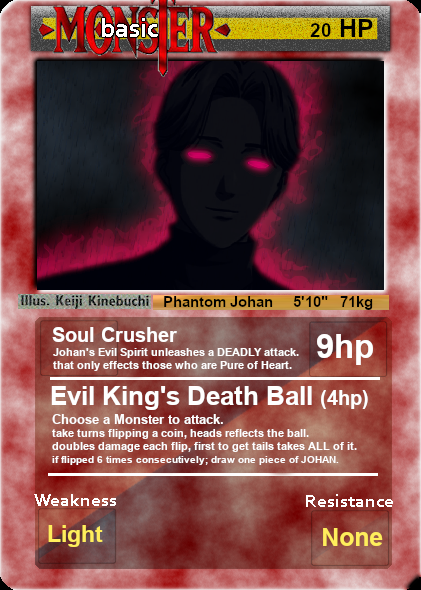 MONSTER
basic
20 HP
Illus. Keiji Kinebuchi
Phantom Johan 5'10" 71kg
Soul Crusher
Johan's Evil Spirit unleashes a DEADLY attack.
that only effects those who are Pure of Heart.
9hp
Evil King's Death Ball (4hp)
Choose a Monster to attack.
take turns flipping a coin, heads reflects the ball.
doubles damage each flip, first to get tails takes ALL of it.
if flipped 6 times consecutively; draw one piece of JOHAN.
Weakness
Resistance
Light
None